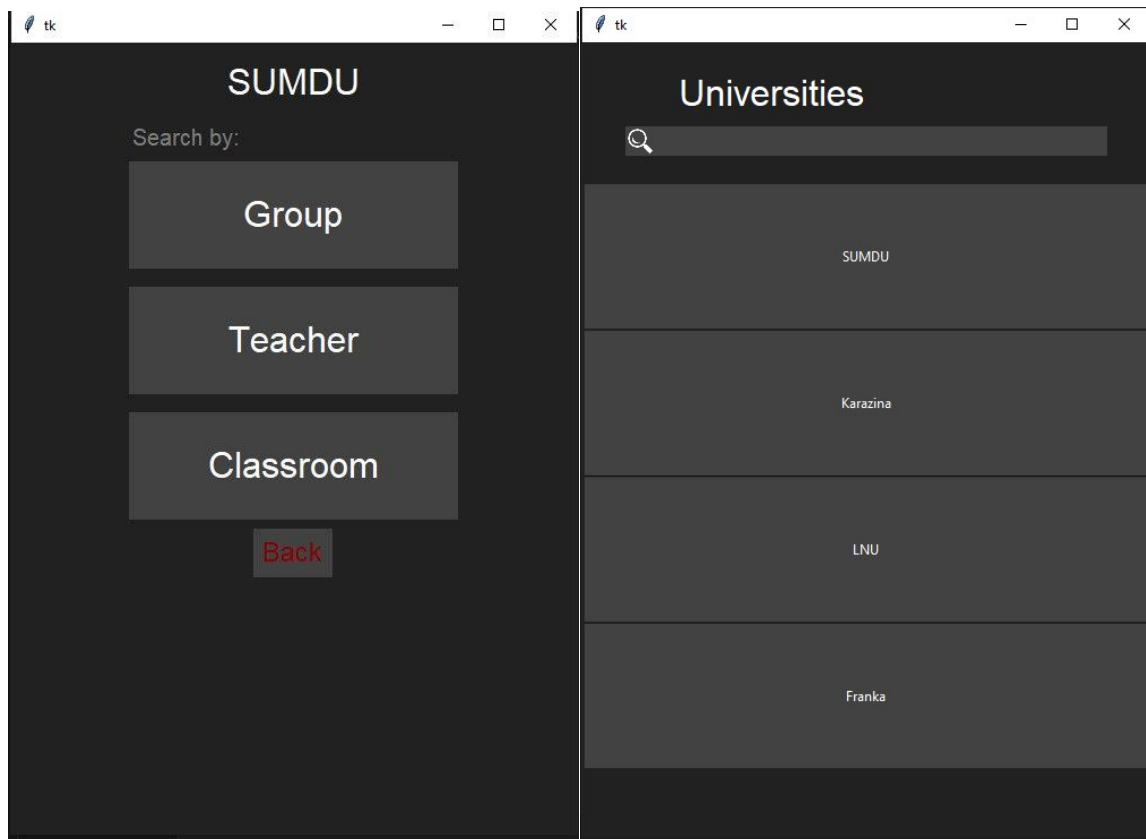 tk
SUMDU
Search by:
Group
Teacher
Classroom
Back
tk
Universities
SUMDU
Karazina
LNU
Franka